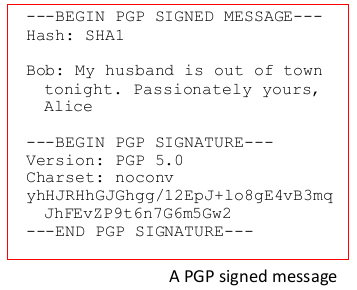 ---BEGIN PGP SIGNED MESSAGE---
Hash: SHA1
Bob: My husband is out of town
tonight. Passionately yours,
Alice
---BEGIN PGP SIGNATURE---
Version: PGP 5.0
Charset: noconv
yhHJRHhGJGhgg/12EpJ+lo8gE4vB3mq
JhFEvZP9t6n7G6m5Gw2
---END PGP SIGNATURE---
A PGP signed message